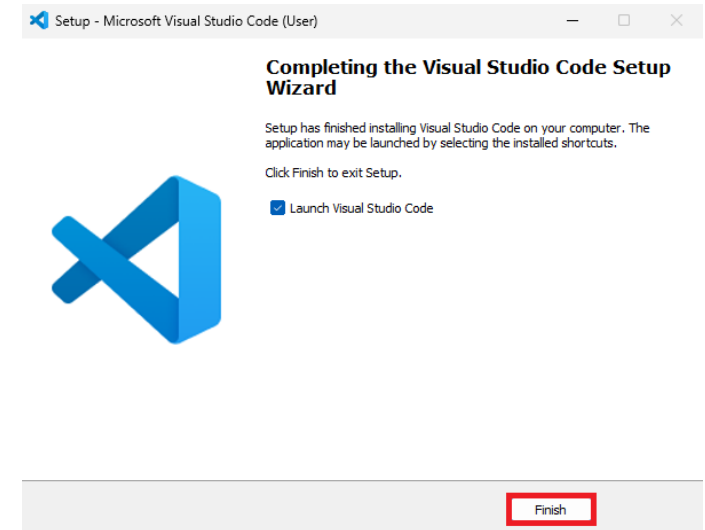 Setup - Microsoft Visual Studio Code (User)
Completing the Visual Studio Code Setup
Wizard
Setup has finished installing Visual Studio Code on your computer. The
application may be launched by selecting the installed shortcuts.
Click Finish to exit Setup.
Launch Visual Studio Code
Finish